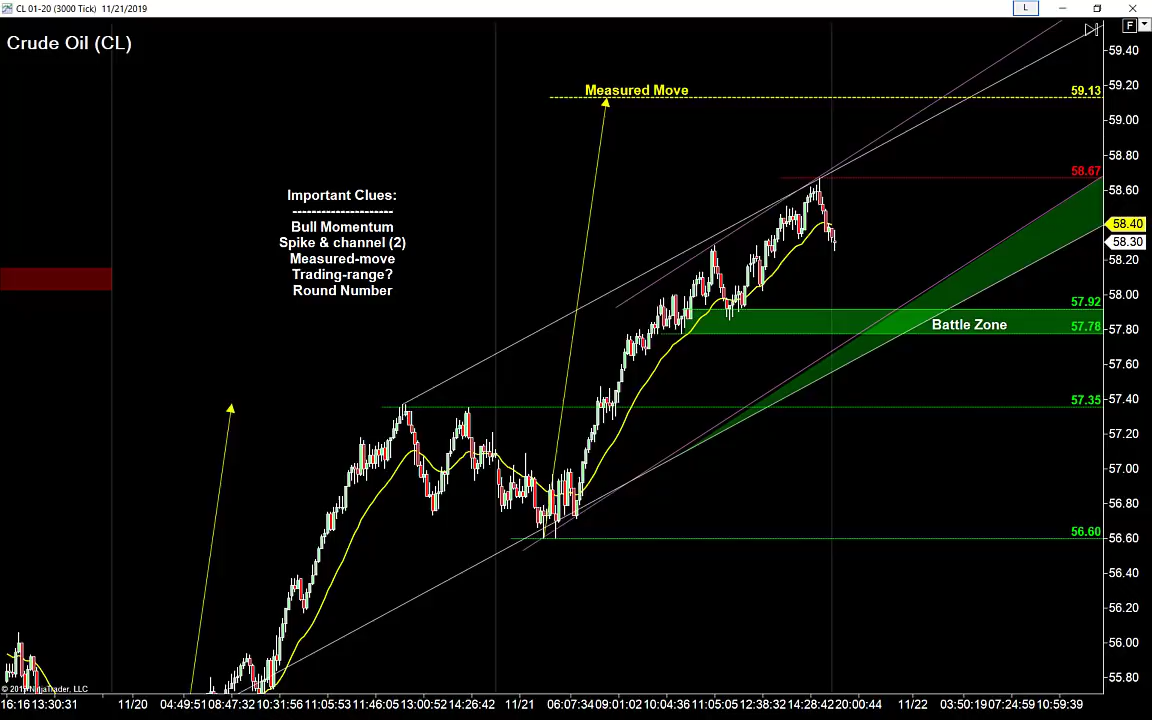 CL 01-20 (3000 Tick) 11/21/2019
L
F
Crude Oil (CL)
59.40
Measured Move
59.13
59.20
59.00
58.80
58.67
58.60
Important Clues:
--------------------
Bull Momentum
Spike & channel (2)
Measured-move
Trading-range?
Round Number
58.40
58.30
58.20
57.92
58.00
Battle Zone
57.78
57.80
57.60
57.35
57.40
57.20
57.00
56.80
56.60
56.60
56.40
56.20
56.00
55.80
16:16 13:30:31 11/20 04:49:51 08:47:32 10:31:56 11:05:53 11:46:05 13:00:52 14:26:42 11/21 06:07:34 09:01:02 10:04:36 11:05:05 12:38:32 14:28:42 20:00:44 11/22 03:50:19 07:24:59 10:59:39